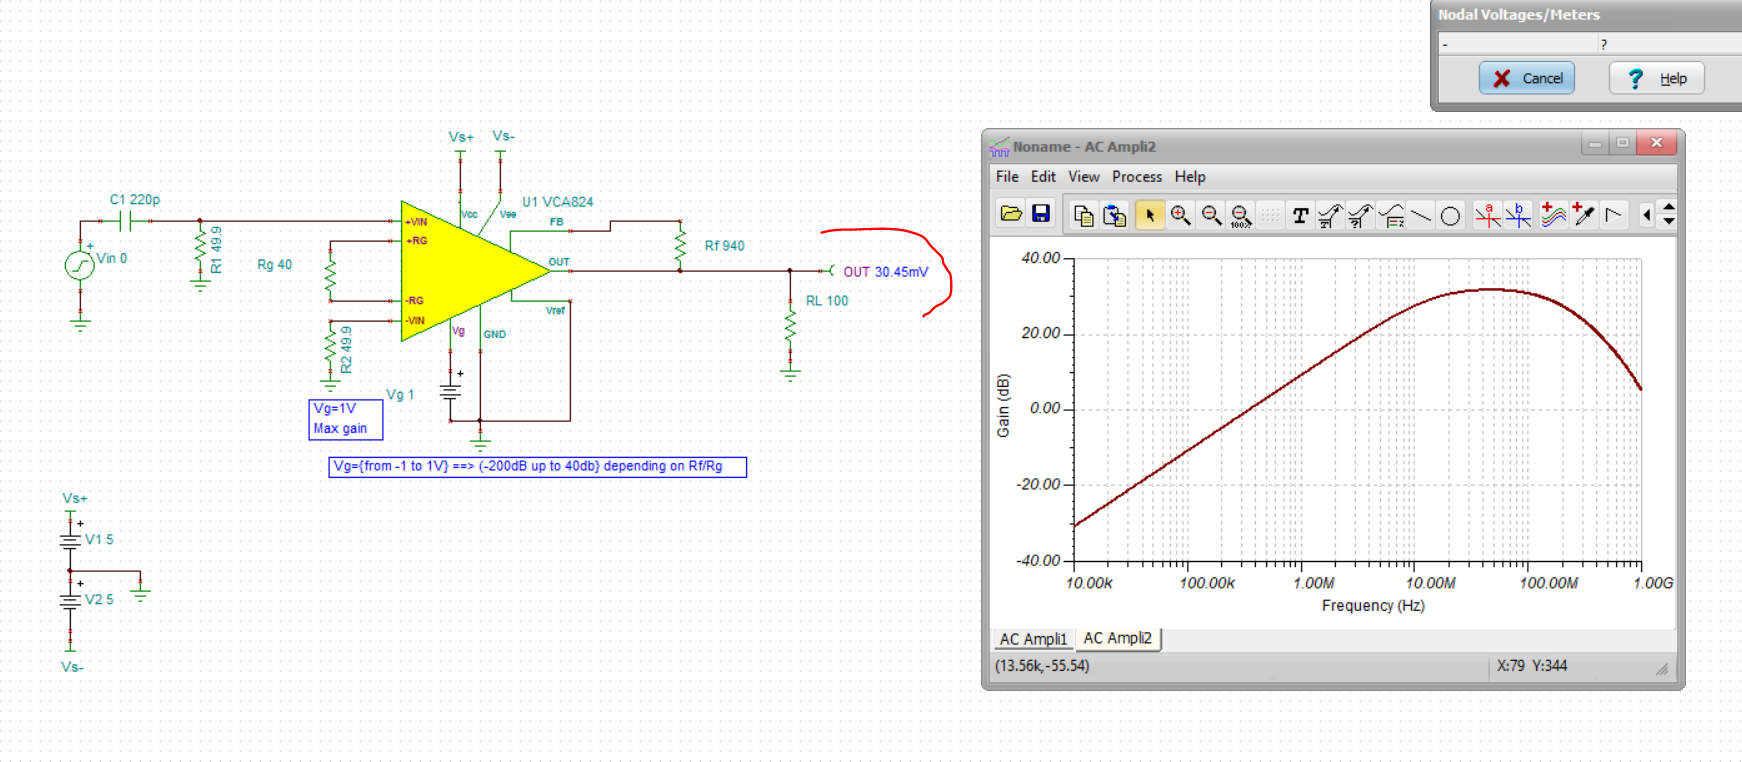 Nodal Voltages/Meters
-
?
Cancel
Help
Vs+
Vs-
C1 220p
+VIN
Vcc
Vee
U1 VCA824
FB
+
Vin 0
R1 49.9
Rg 40
+RG
Rf 940
OUT
OUT 30.45mV
-RG
Vref
RL 100
-VIN
Vg
GND
R2 49.9
+
Vg 1
Vg=1V
Max gain
Vg={from -1 to 1V} ==> (-200dB up to 40db} depending on Rf/Rg
Vs+
+
V1 5
+
V2 5
Vs-
Noname - AC Ampli2
File Edit View Process Help
100%
T
a
b
40.00
20.00
0.00
-20.00
-40.00
Gain (dB)
10.00k 100.00k 1.00M 10.00M 100.00M 1.00G
Frequency (Hz)
AC Ampli1 AC Ampli2
(13.56k,-55.54)
X:79 Y:344